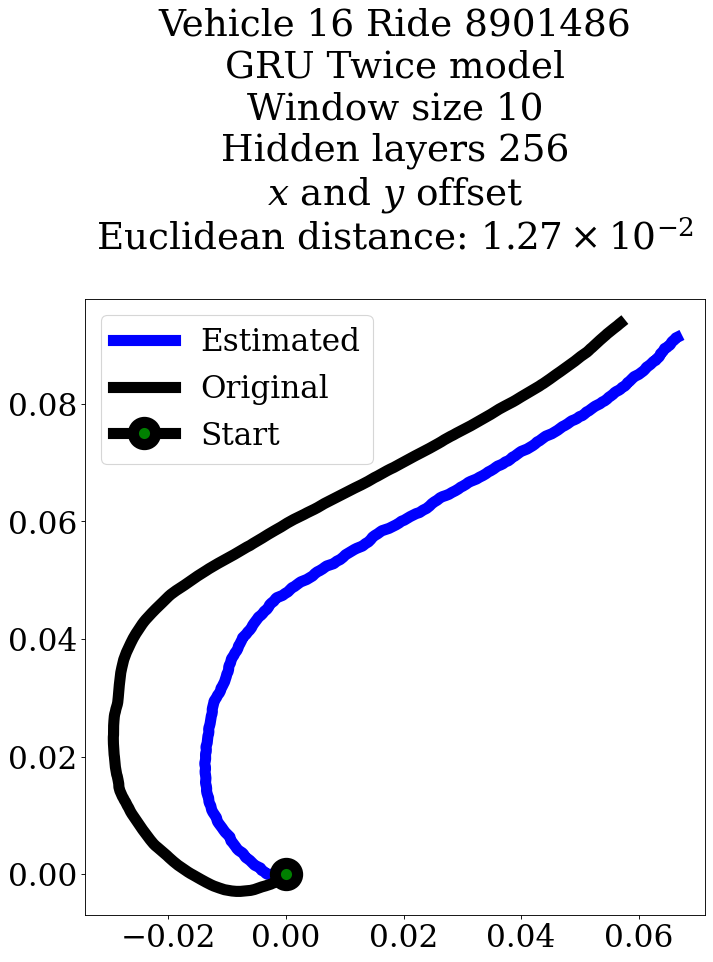 Vehicle 16 Ride 8901486
GRU Twice model
Window size 10
Hidden layers 256
x and y offset
Euclidean distance: 1.27 × 10⁻²
Estimated
Original
Start
0.08
0.06
0.04
0.02
0.00
−0.02 0.00 0.02 0.04 0.06